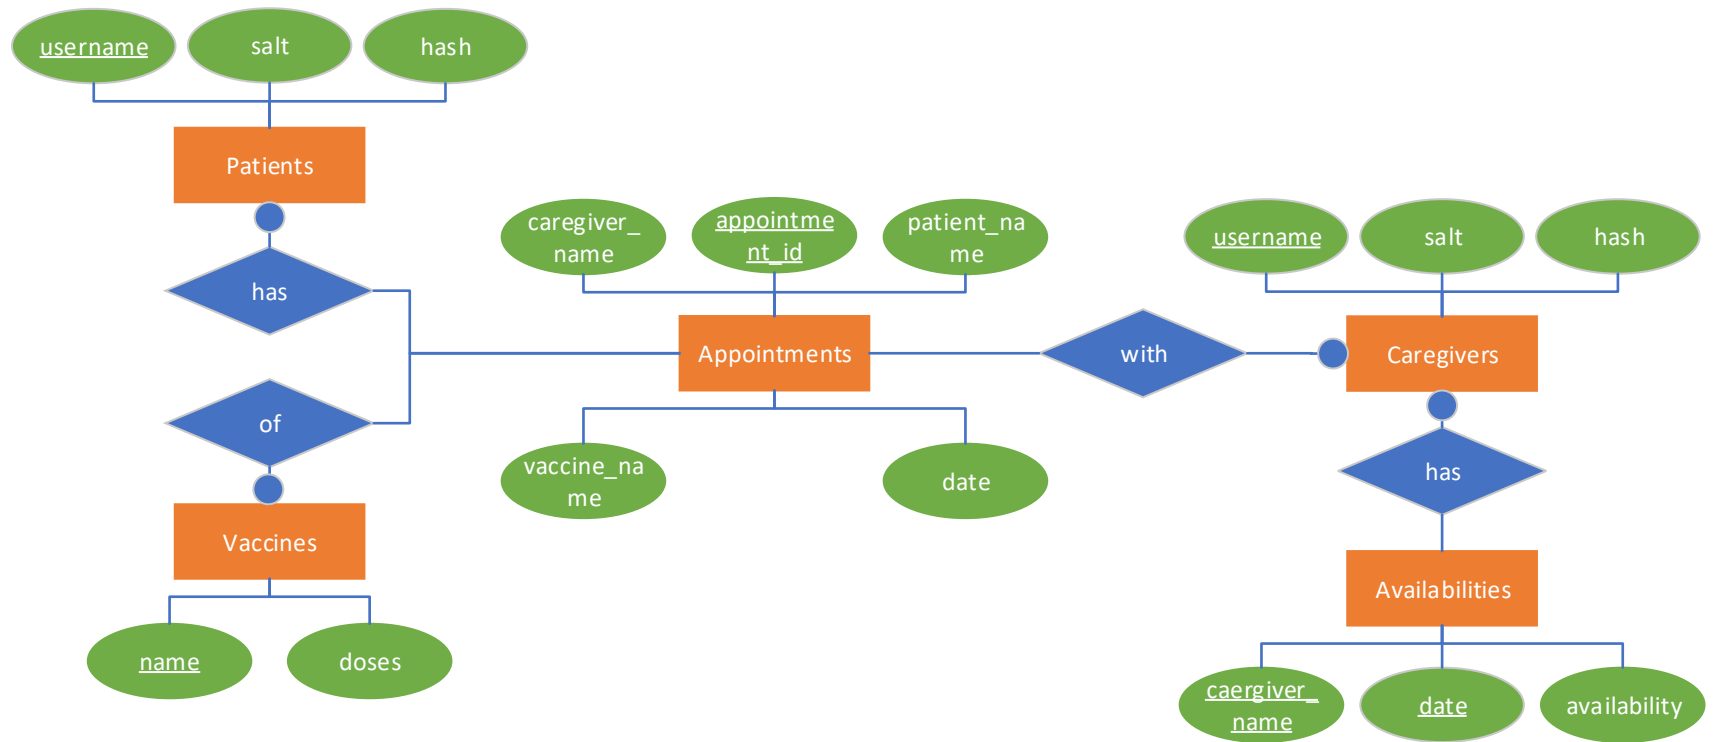 username
salt
hash
Patients
has
of
Vaccines
name
doses
caregiver_
name
appointme
nt_id
patient_na
me
Appointments
vaccine_na
me
date
with
username
salt
hash
Caregivers
has
Availabilities
caergiver_
name
date
availability